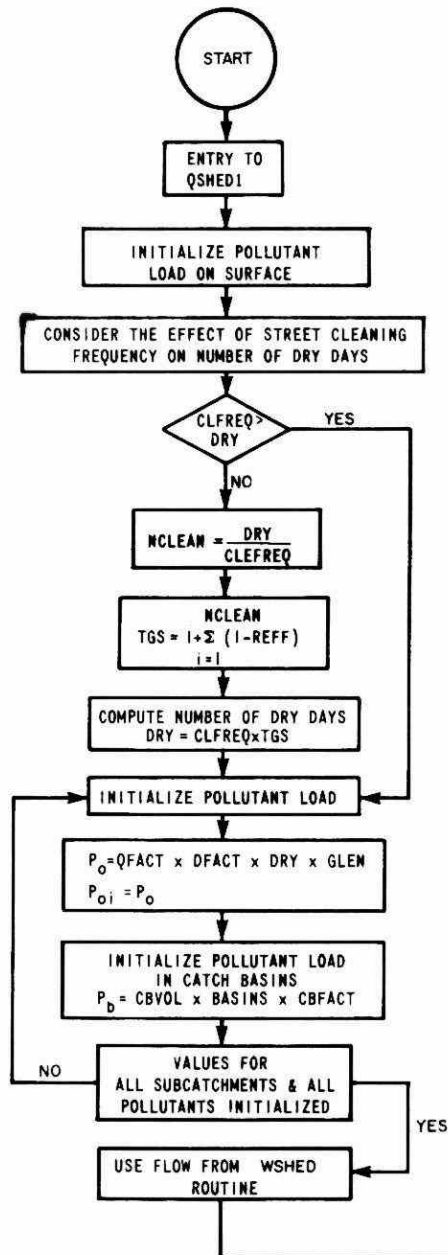 START
ENTRY TO
QSHED1
INITIALIZE POLLUTANT
LOAD ON SURFACE
CONSIDER THE EFFECT OF STREET CLEANING
FREQUENCY ON NUMBER OF DRY DAYS
CLFREQ>
DRY
YES
NO
NCLEAN = DRY
CLEFREQ
NCLEAN
TGS = 1+Σ (1-REFF)
i=1
COMPUTE NUMBER OF DRY DAYS
DRY = CLFREQxTGS
INITIALIZE POLLUTANT LOAD
Po=QFACT x DFACT x DRY x GLEN
Poi = Po
INITIALIZE POLLUTANT LOAD
IN CATCH BASINS
Pb = CBVOL x BASINS x CBFACT
NO
VALUES FOR
ALL SUBCATCHMENTS & ALL
POLLUTANTS INITIALIZED
YES
USE FLOW FROM WSHED
ROUTINE